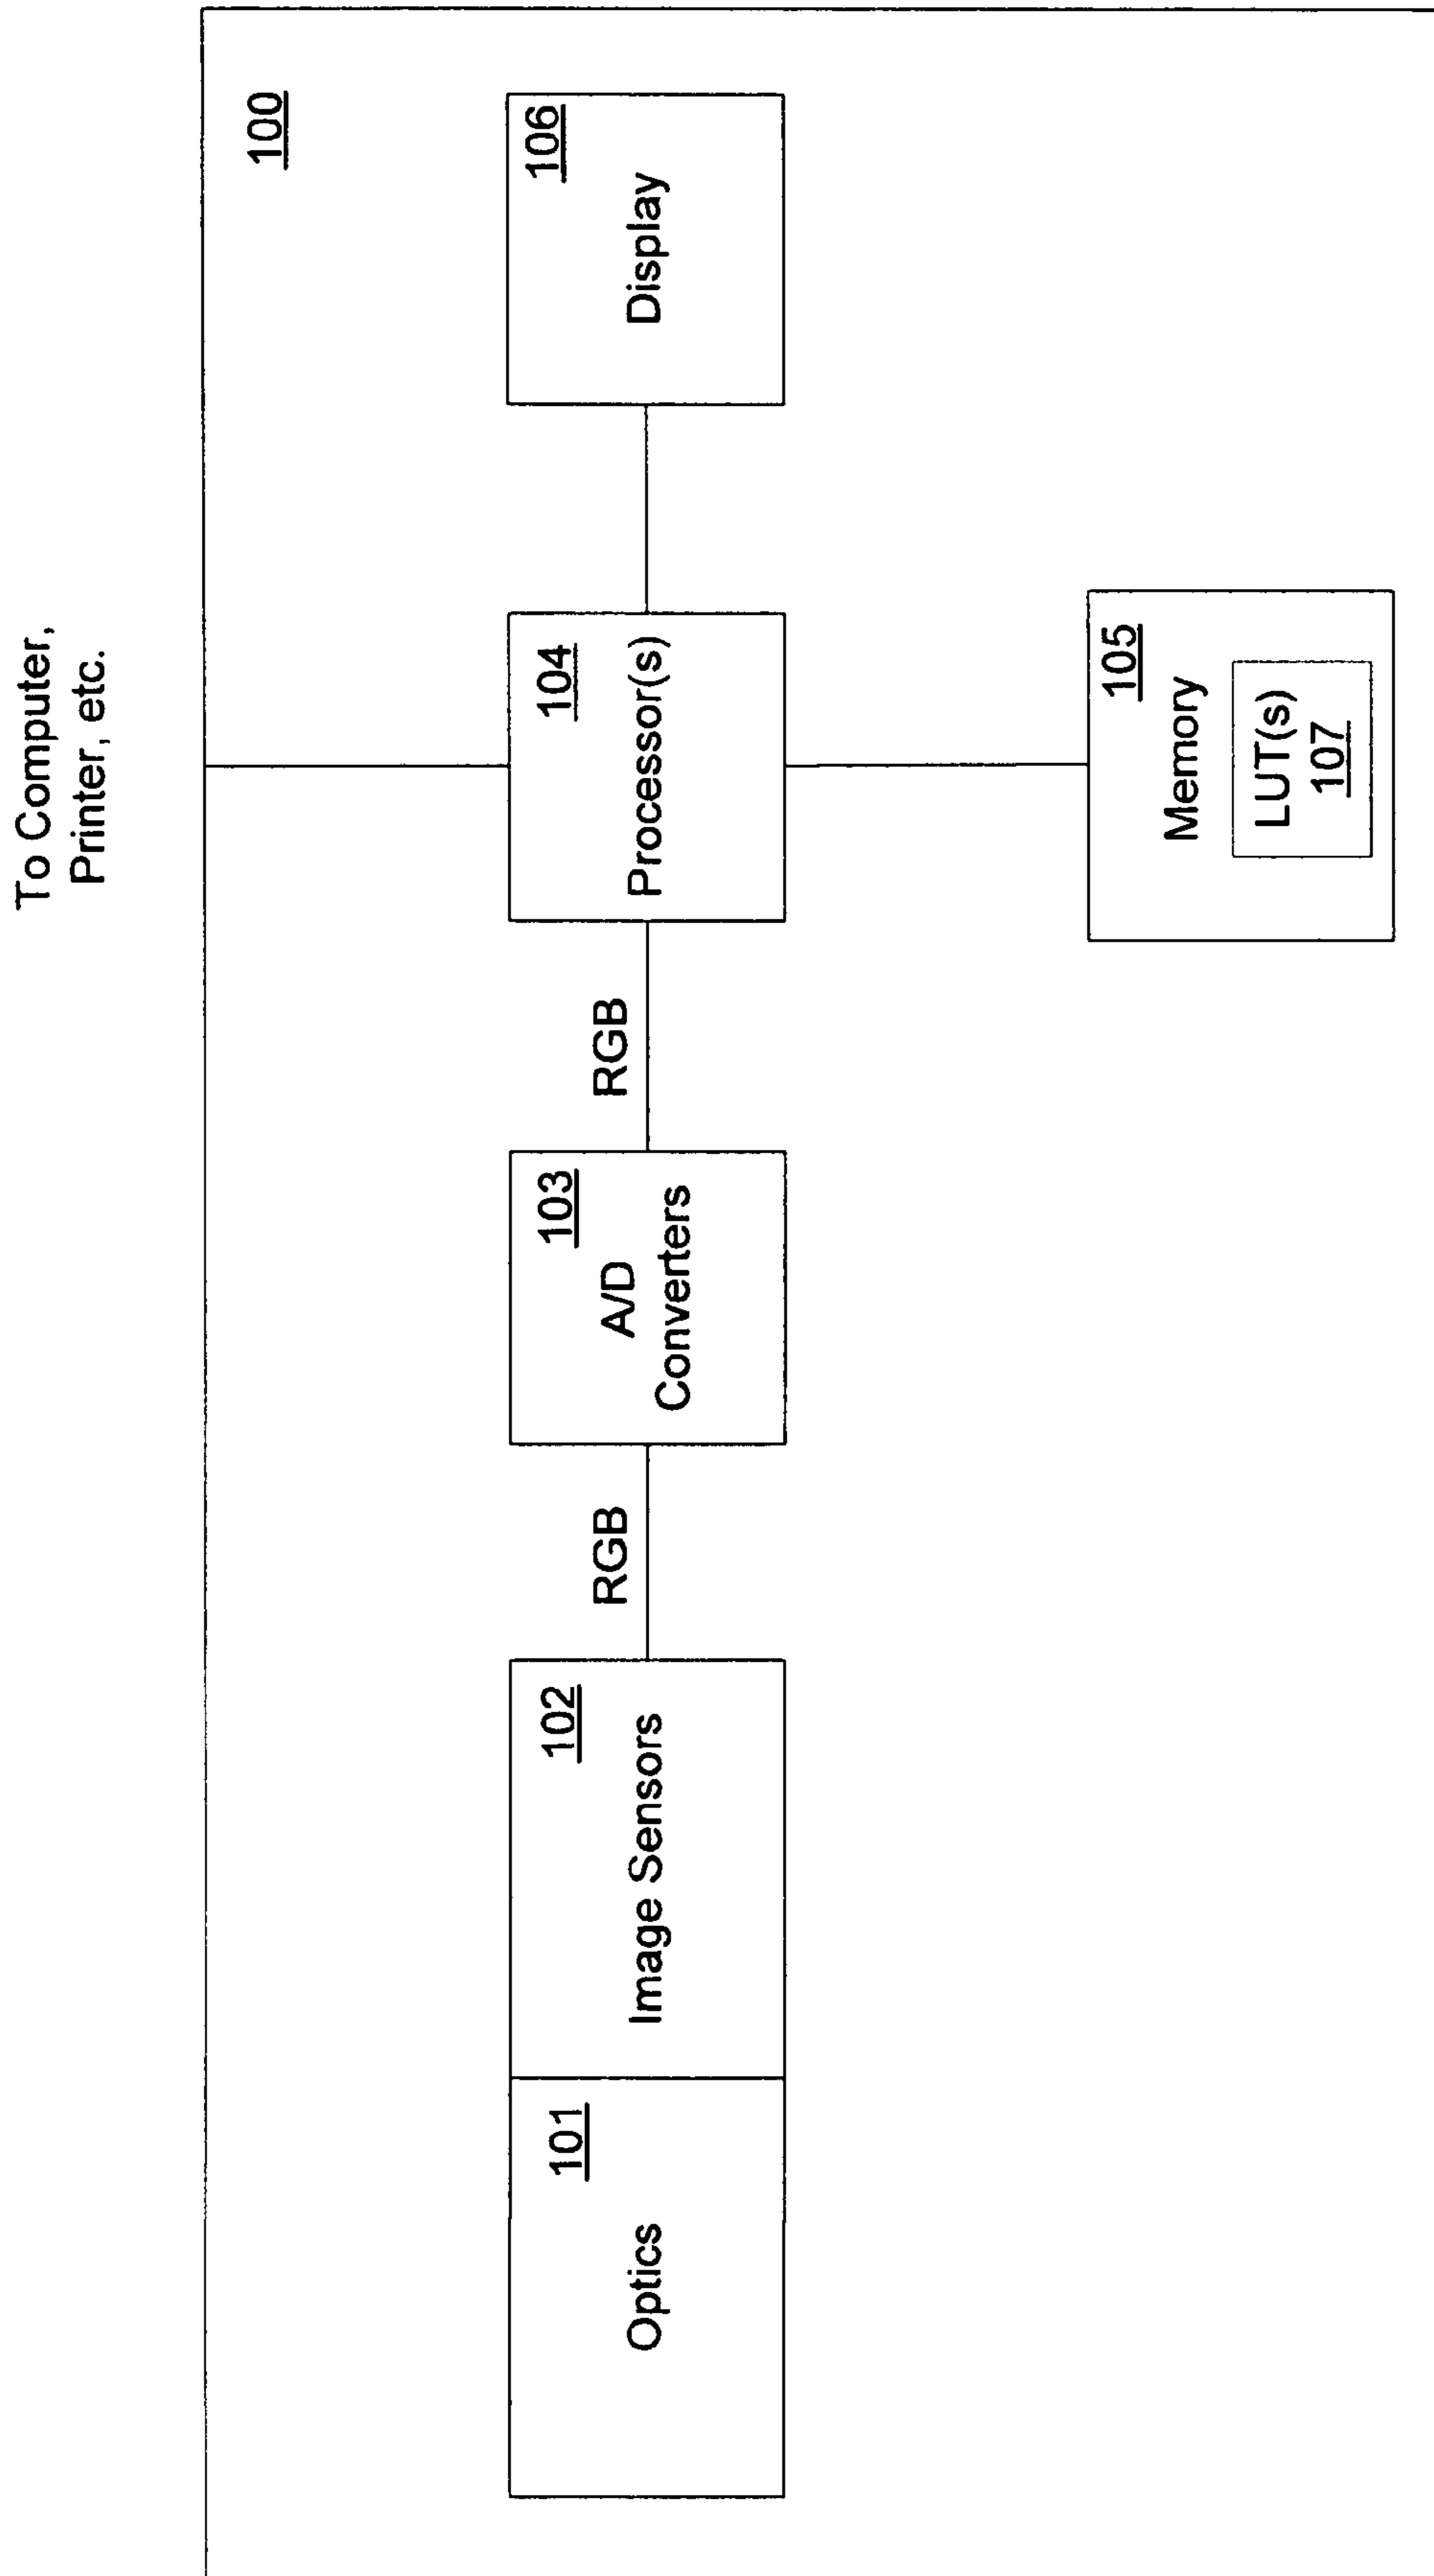 To Computer,
Printer, etc.
100
101
Optics
102
Image Sensors
RGB
103
A/D
Converters
RGB
104
Processor(s)
106
Display
105
Memory
LUT(s)
107